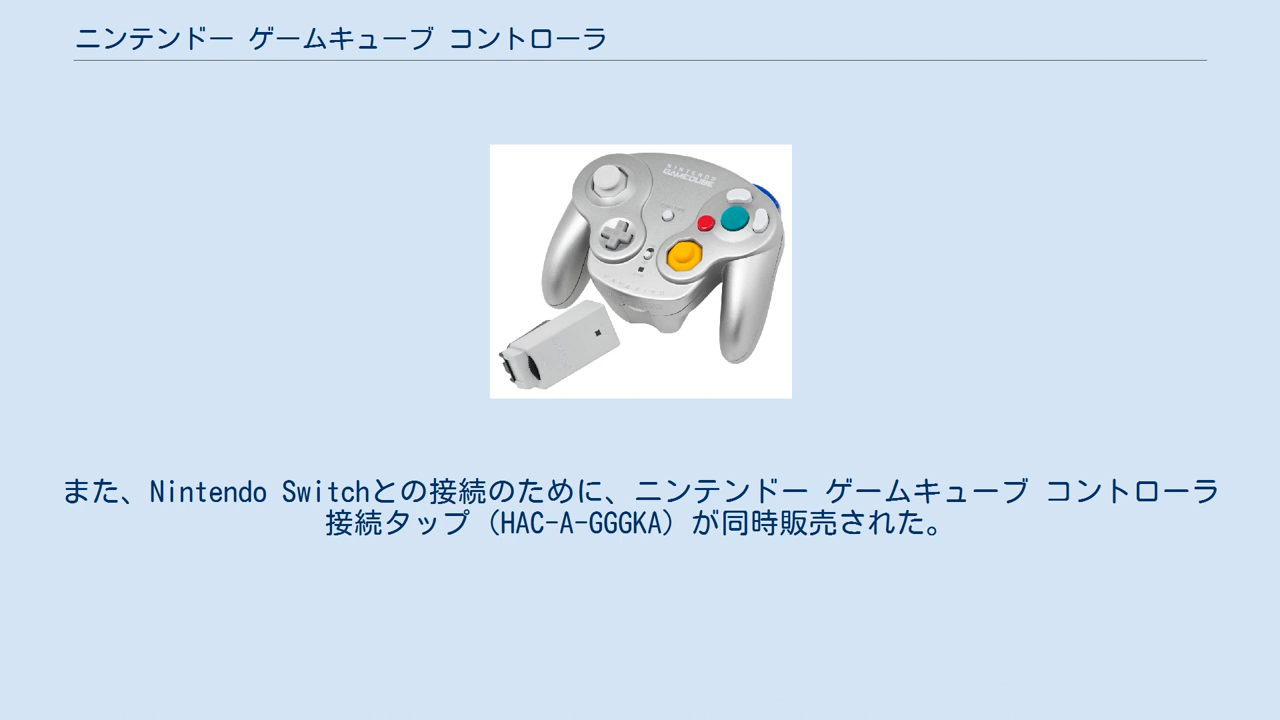 ニンテンドー ゲームキューブ コントローラ
NINTENDO
GAMECUBE
また、Nintendo Switchとの接続のために、ニンテンドー ゲームキューブ コントローラ
接続タップ（HAC-A-GGGKA）が同時販売された。